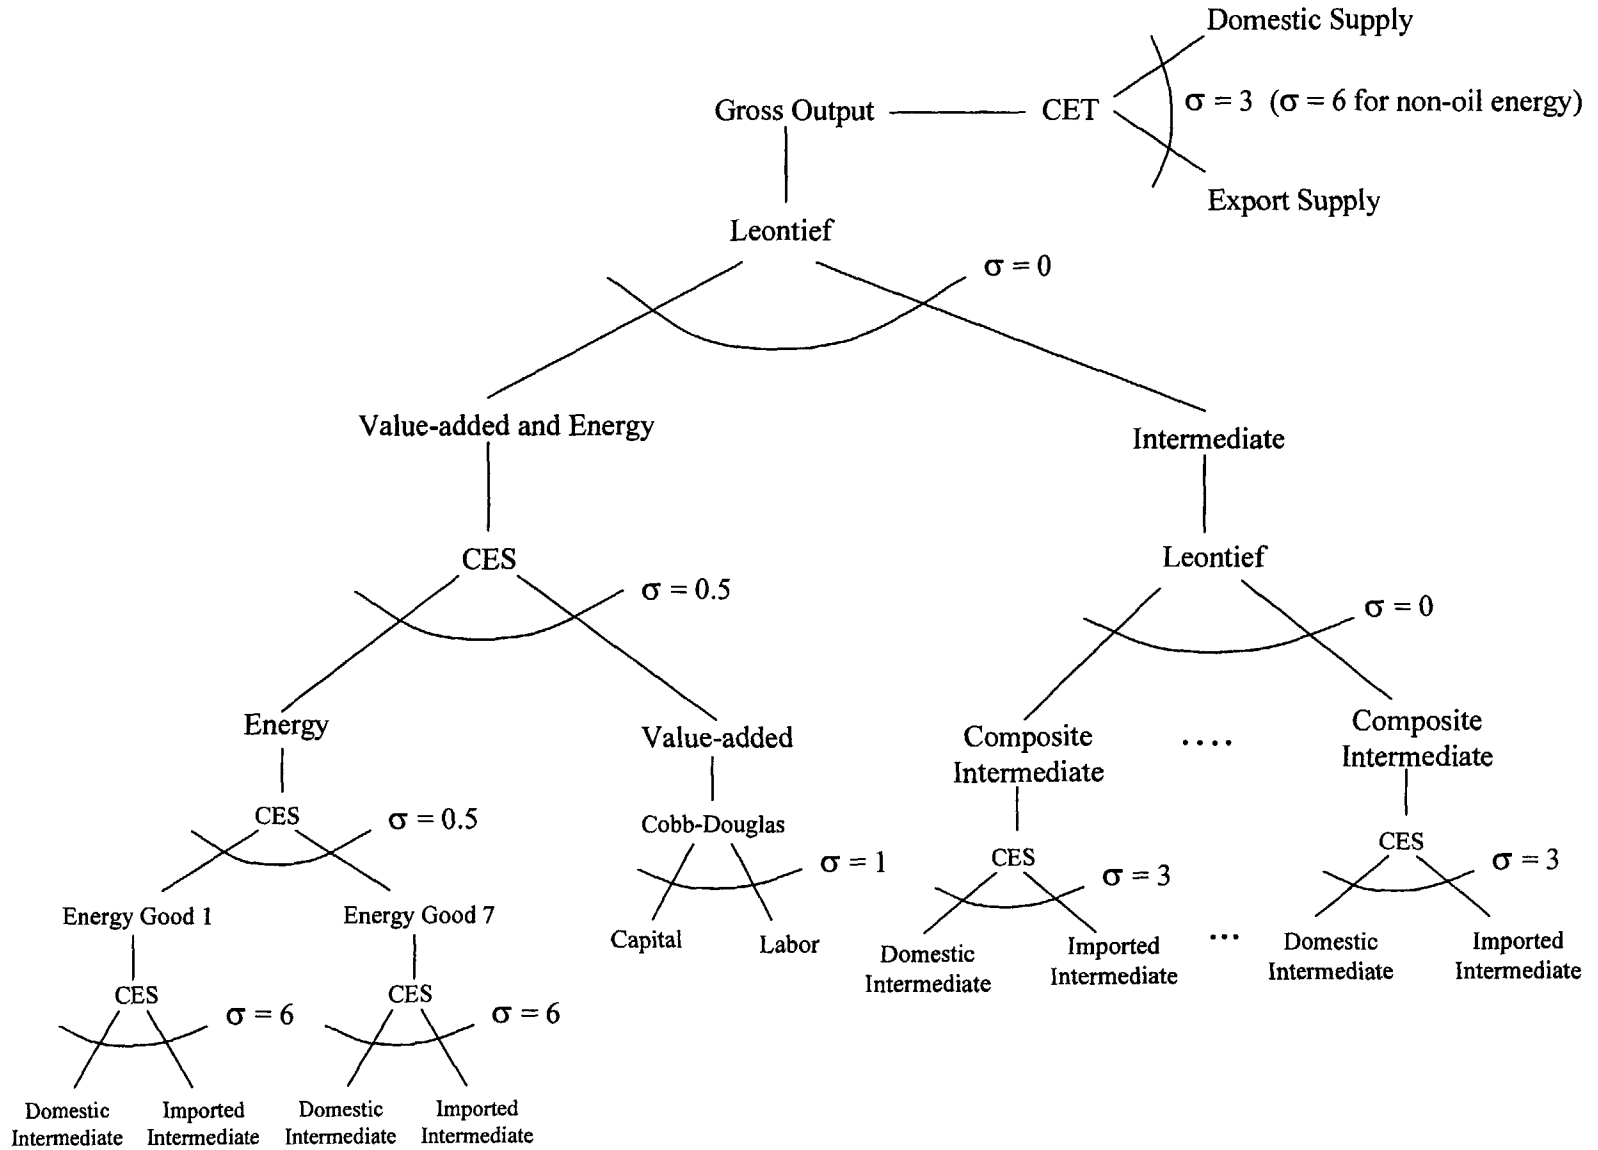 Domestic Supply
Gross Output
CET
σ = 3 (σ = 6 for non-oil energy)
Export Supply
Leontief
σ = 0
Value-added and Energy
Intermediate
CES
σ = 0.5
Leontief
σ = 0
Energy
Value-added
Composite
Intermediate
....
Composite
Intermediate
CES
σ = 0.5
Cobb-Douglas
σ = 1
CES
σ = 3
CES
σ = 3
Energy Good 1
Energy Good 7
Capital
Labor
Domestic
Intermediate
Imported
Intermediate
...
Domestic
Intermediate
Imported
Intermediate
CES
σ = 6
CES
σ = 6
Domestic
Intermediate
Imported
Intermediate
Domestic
Intermediate
Imported
Intermediate